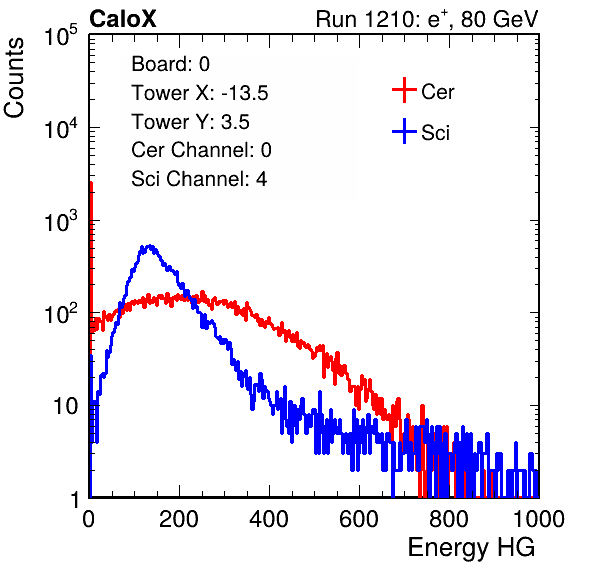 CaloX Run 1210: e⁺, 80 GeV
Counts
Board: 0
Tower X: -13.5
Tower Y: 3.5
Cer Channel: 0
Sci Channel: 4
Cer
Sci
10⁵
10⁴
10³
10²
10
1
0 200 400 600 800 1000
Energy HG